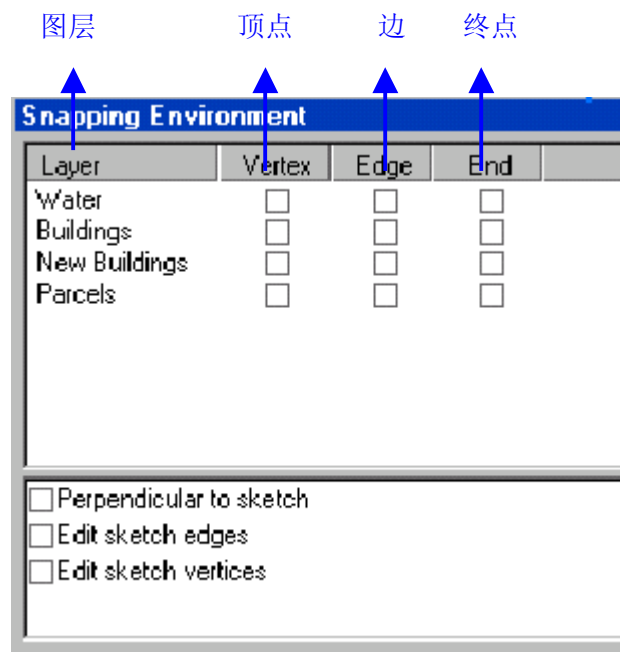 图层 顶点 边 终点
Snapping Environment
Layer Vertex Edge End
Water
Buildings
New Buildings
Parcels
Perpendicular to sketch
Edit sketch edges
Edit sketch vertices